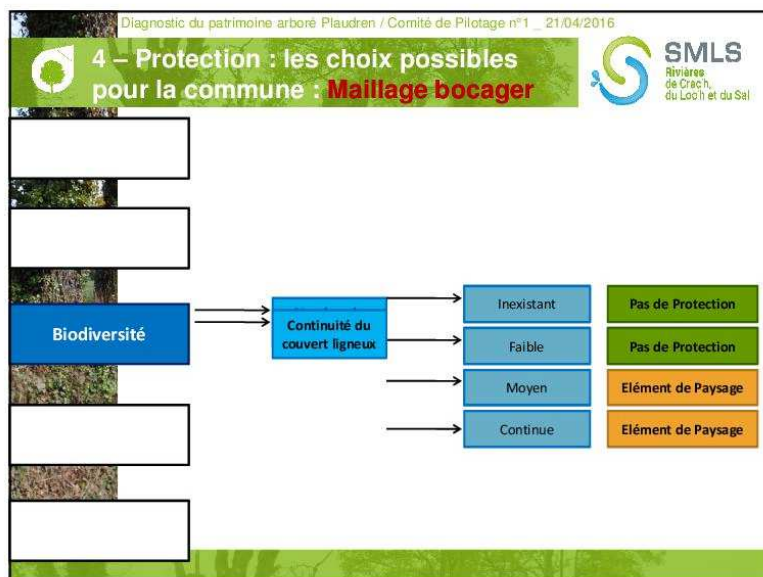 Diagnostic du patrimoine arboré Plaudren / Comité de Pilotage n°1 _ 21/04/2016
4 – Protection : les choix possibles
pour la commune : Maillage bocager
SMLS
Rivières
de Crac'h,
du Loc'h et du Sal
Inexistant
Pas de Protection
Biodiversité
Continuité du
couvert ligneux
Faible
Pas de Protection
Moyen
Elément de Paysage
Continue
Elément de Paysage